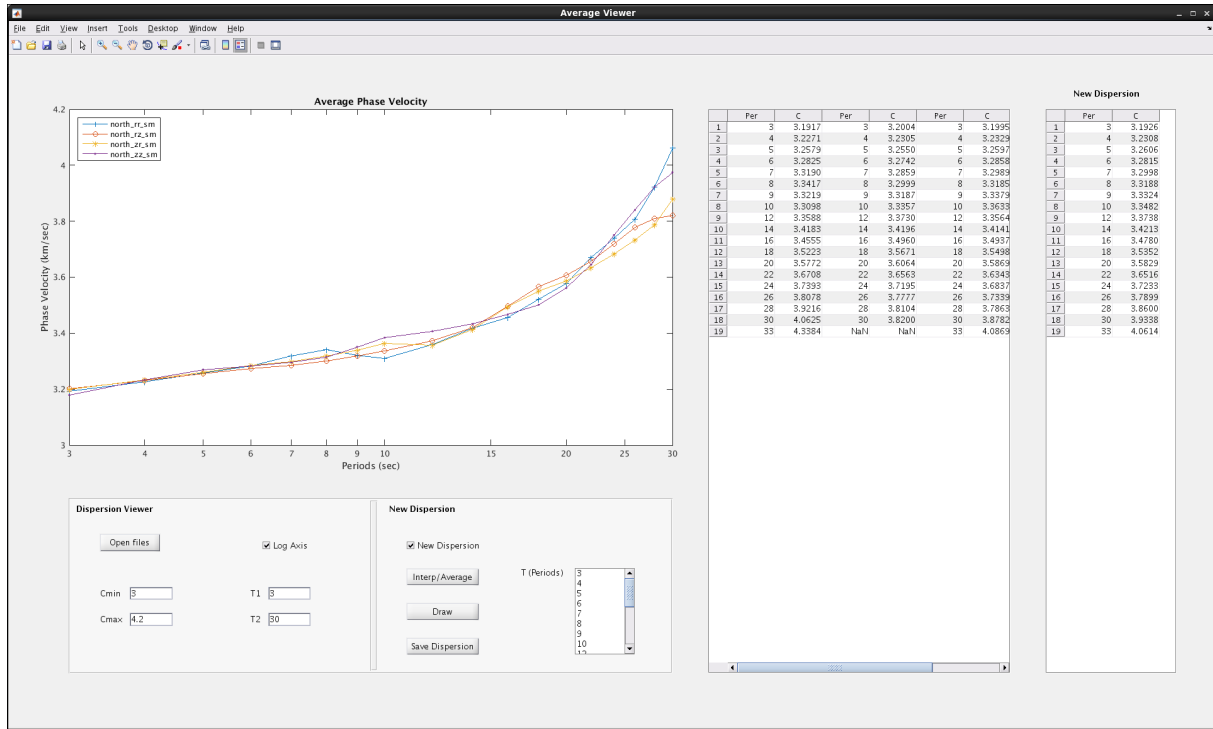 Average Viewer
File Edit View Insert Tools Desktop Window Help
Average Phase Velocity
4.2
4
3.8
3.6
3.4
3.2
3
Phase Velocity (km/sec)
north_rr_sm
north_rz_sm
north_zr_sm
north_zz_sm
3 4 5 6 7 8 9 10 15 20 25 30
Periods (sec)
Per C Per C Per C
1 3 3.1917 3 3.2004 3 3.1995
2 4 3.2271 4 3.2305 4 3.2329
3 5 3.2579 5 3.2550 5 3.2597
4 6 3.2825 6 3.2742 6 3.2858
5 7 3.3190 7 3.2859 7 3.2989
6 8 3.3417 8 3.2999 8 3.3185
7 9 3.3219 9 3.3187 9 3.3379
8 10 3.3098 10 3.3357 10 3.3633
9 12 3.3588 12 3.3730 12 3.3564
10 14 3.4183 14 3.4196 14 3.4141
11 16 3.4555 16 3.4960 16 3.4937
12 18 3.5223 18 3.5671 18 3.5498
13 20 3.5772 20 3.6064 20 3.5869
14 22 3.6708 22 3.6563 22 3.6343
15 24 3.7393 24 3.7195 24 3.6837
16 26 3.8078 26 3.7777 26 3.7339
17 28 3.9216 28 3.8104 28 3.7863
18 30 4.0625 30 3.8200 30 3.8782
19 33 4.3384 NaN NaN 33 4.0869
New Dispersion
Per C
1 3 3.1926
2 4 3.2308
3 5 3.2606
4 6 3.2815
5 7 3.2998
6 8 3.3188
7 9 3.3324
8 10 3.3482
9 12 3.3738
10 14 3.4213
11 16 3.4780
12 18 3.5352
13 20 3.5829
14 22 3.6516
15 24 3.7233
16 26 3.7899
17 28 3.8600
18 30 3.9338
19 33 4.0614
Dispersion Viewer
Open files
Log Axis
Cmin 3 T1 3
Cmax 4.2 T2 30
New Dispersion
New Dispersion
Interp/Average
Draw
Save Dispersion
T (Periods)
3
4
5
6
7
8
9
10
12